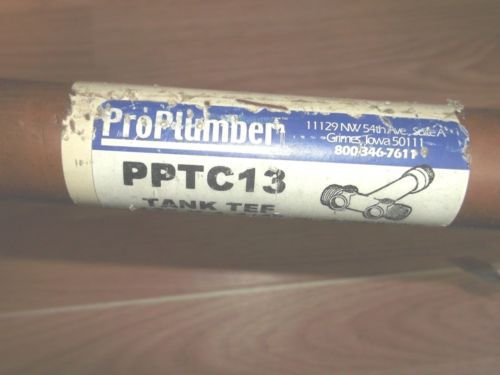 ProPlumber
11129 NW 54th Ave., Suite A
Grimes, Iowa 50111
800/346-7611
PPTC13
TANK TEE